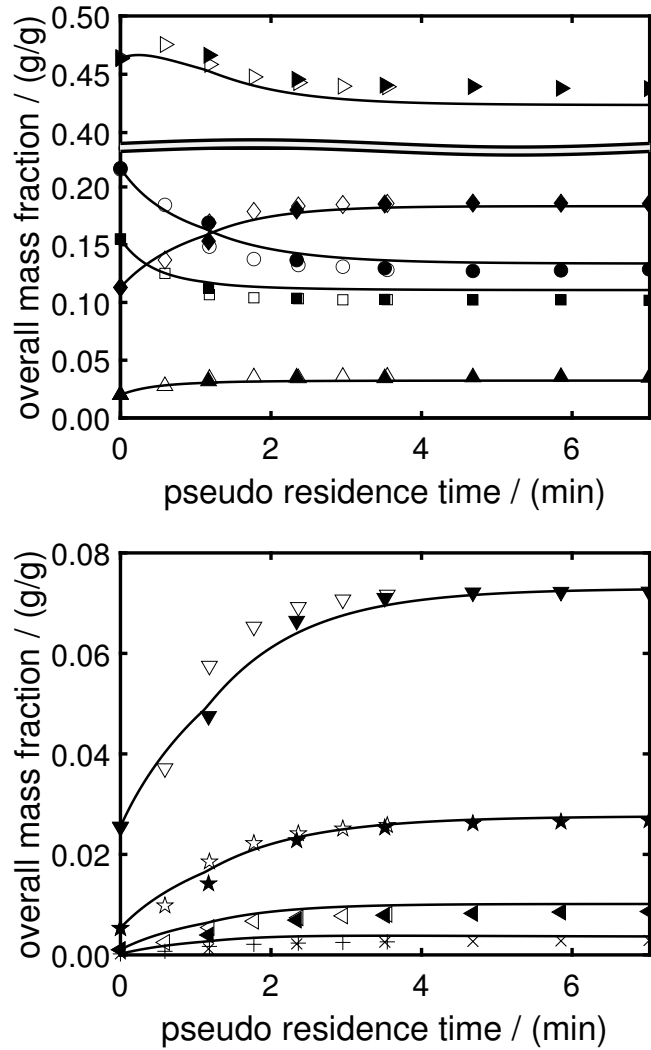 0.50
0.45
0.40
0.20
0.15
0.10
0.05
0.00
overall mass fraction / (g/g)
0 2 4 6
pseudo residence time / (min)
0.08
0.06
0.04
0.02
0.00
overall mass fraction / (g/g)
0 2 4 6
pseudo residence time / (min)